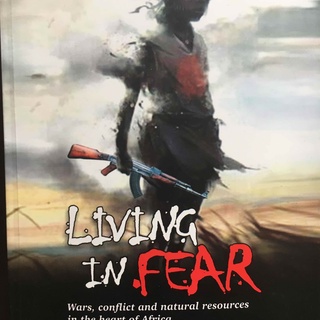 LIVING
IN FEAR
Wars, conflict and natural resources
in the heart of Africa